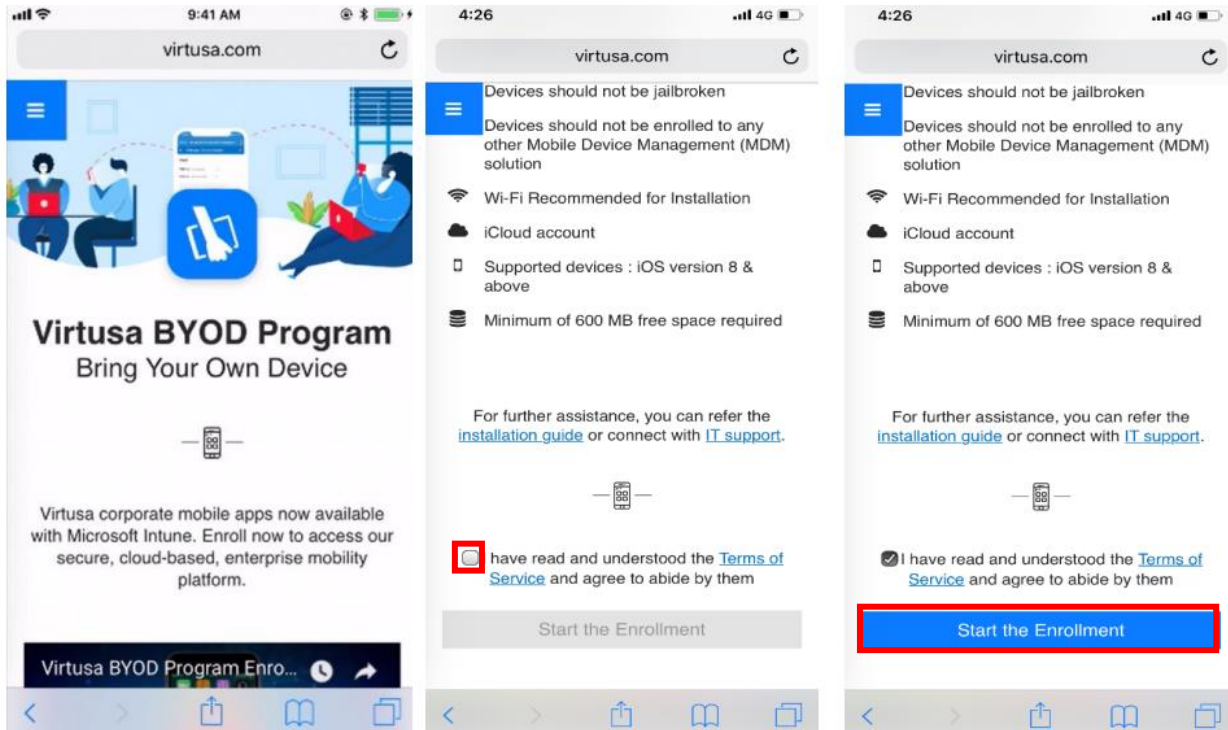 9:41 AM
virtusa.com
Virtusa BYOD Program
Bring Your Own Device
Virtusa corporate mobile apps now available
with Microsoft Intune. Enroll now to access our
secure, cloud-based, enterprise mobility
platform.
Virtusa BYOD Program Enro...
4:26
4G
virtusa.com
Devices should not be jailbroken
Devices should not be enrolled to any
other Mobile Device Management (MDM)
solution
Wi-Fi Recommended for Installation
iCloud account
Supported devices : iOS version 8 &
above
Minimum of 600 MB free space required
For further assistance, you can refer the
installation guide or connect with IT support.
have read and understood the Terms of
Service and agree to abide by them
Start the Enrollment
4:26
4G
virtusa.com
Devices should not be jailbroken
Devices should not be enrolled to any
other Mobile Device Management (MDM)
solution
Wi-Fi Recommended for Installation
iCloud account
Supported devices : iOS version 8 &
above
Minimum of 600 MB free space required
For further assistance, you can refer the
installation guide or connect with IT support.
I have read and understood the Terms of
Service and agree to abide by them
Start the Enrollment